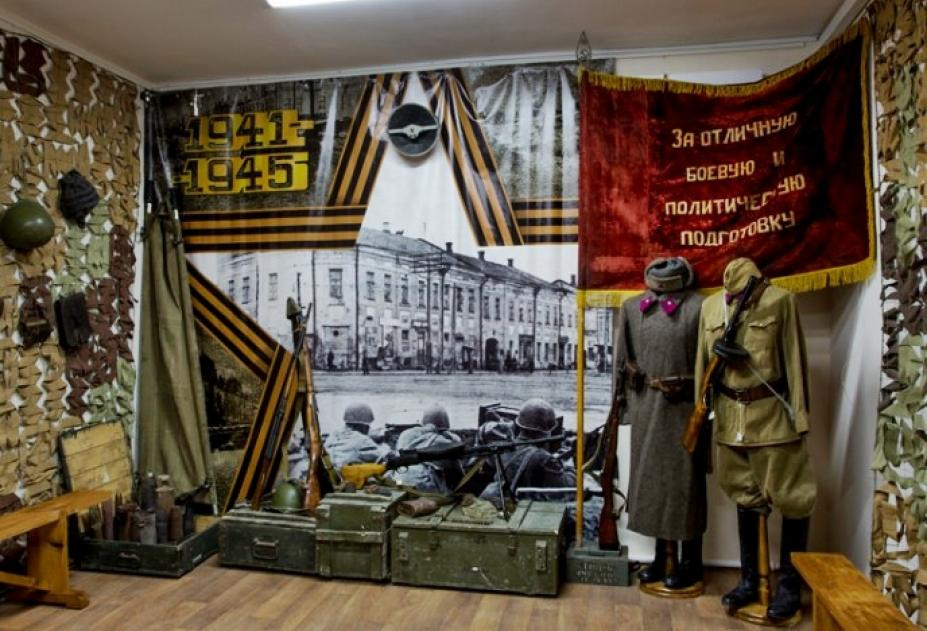 1941-
1945
За отличную
боевую и
политическую
подготовку